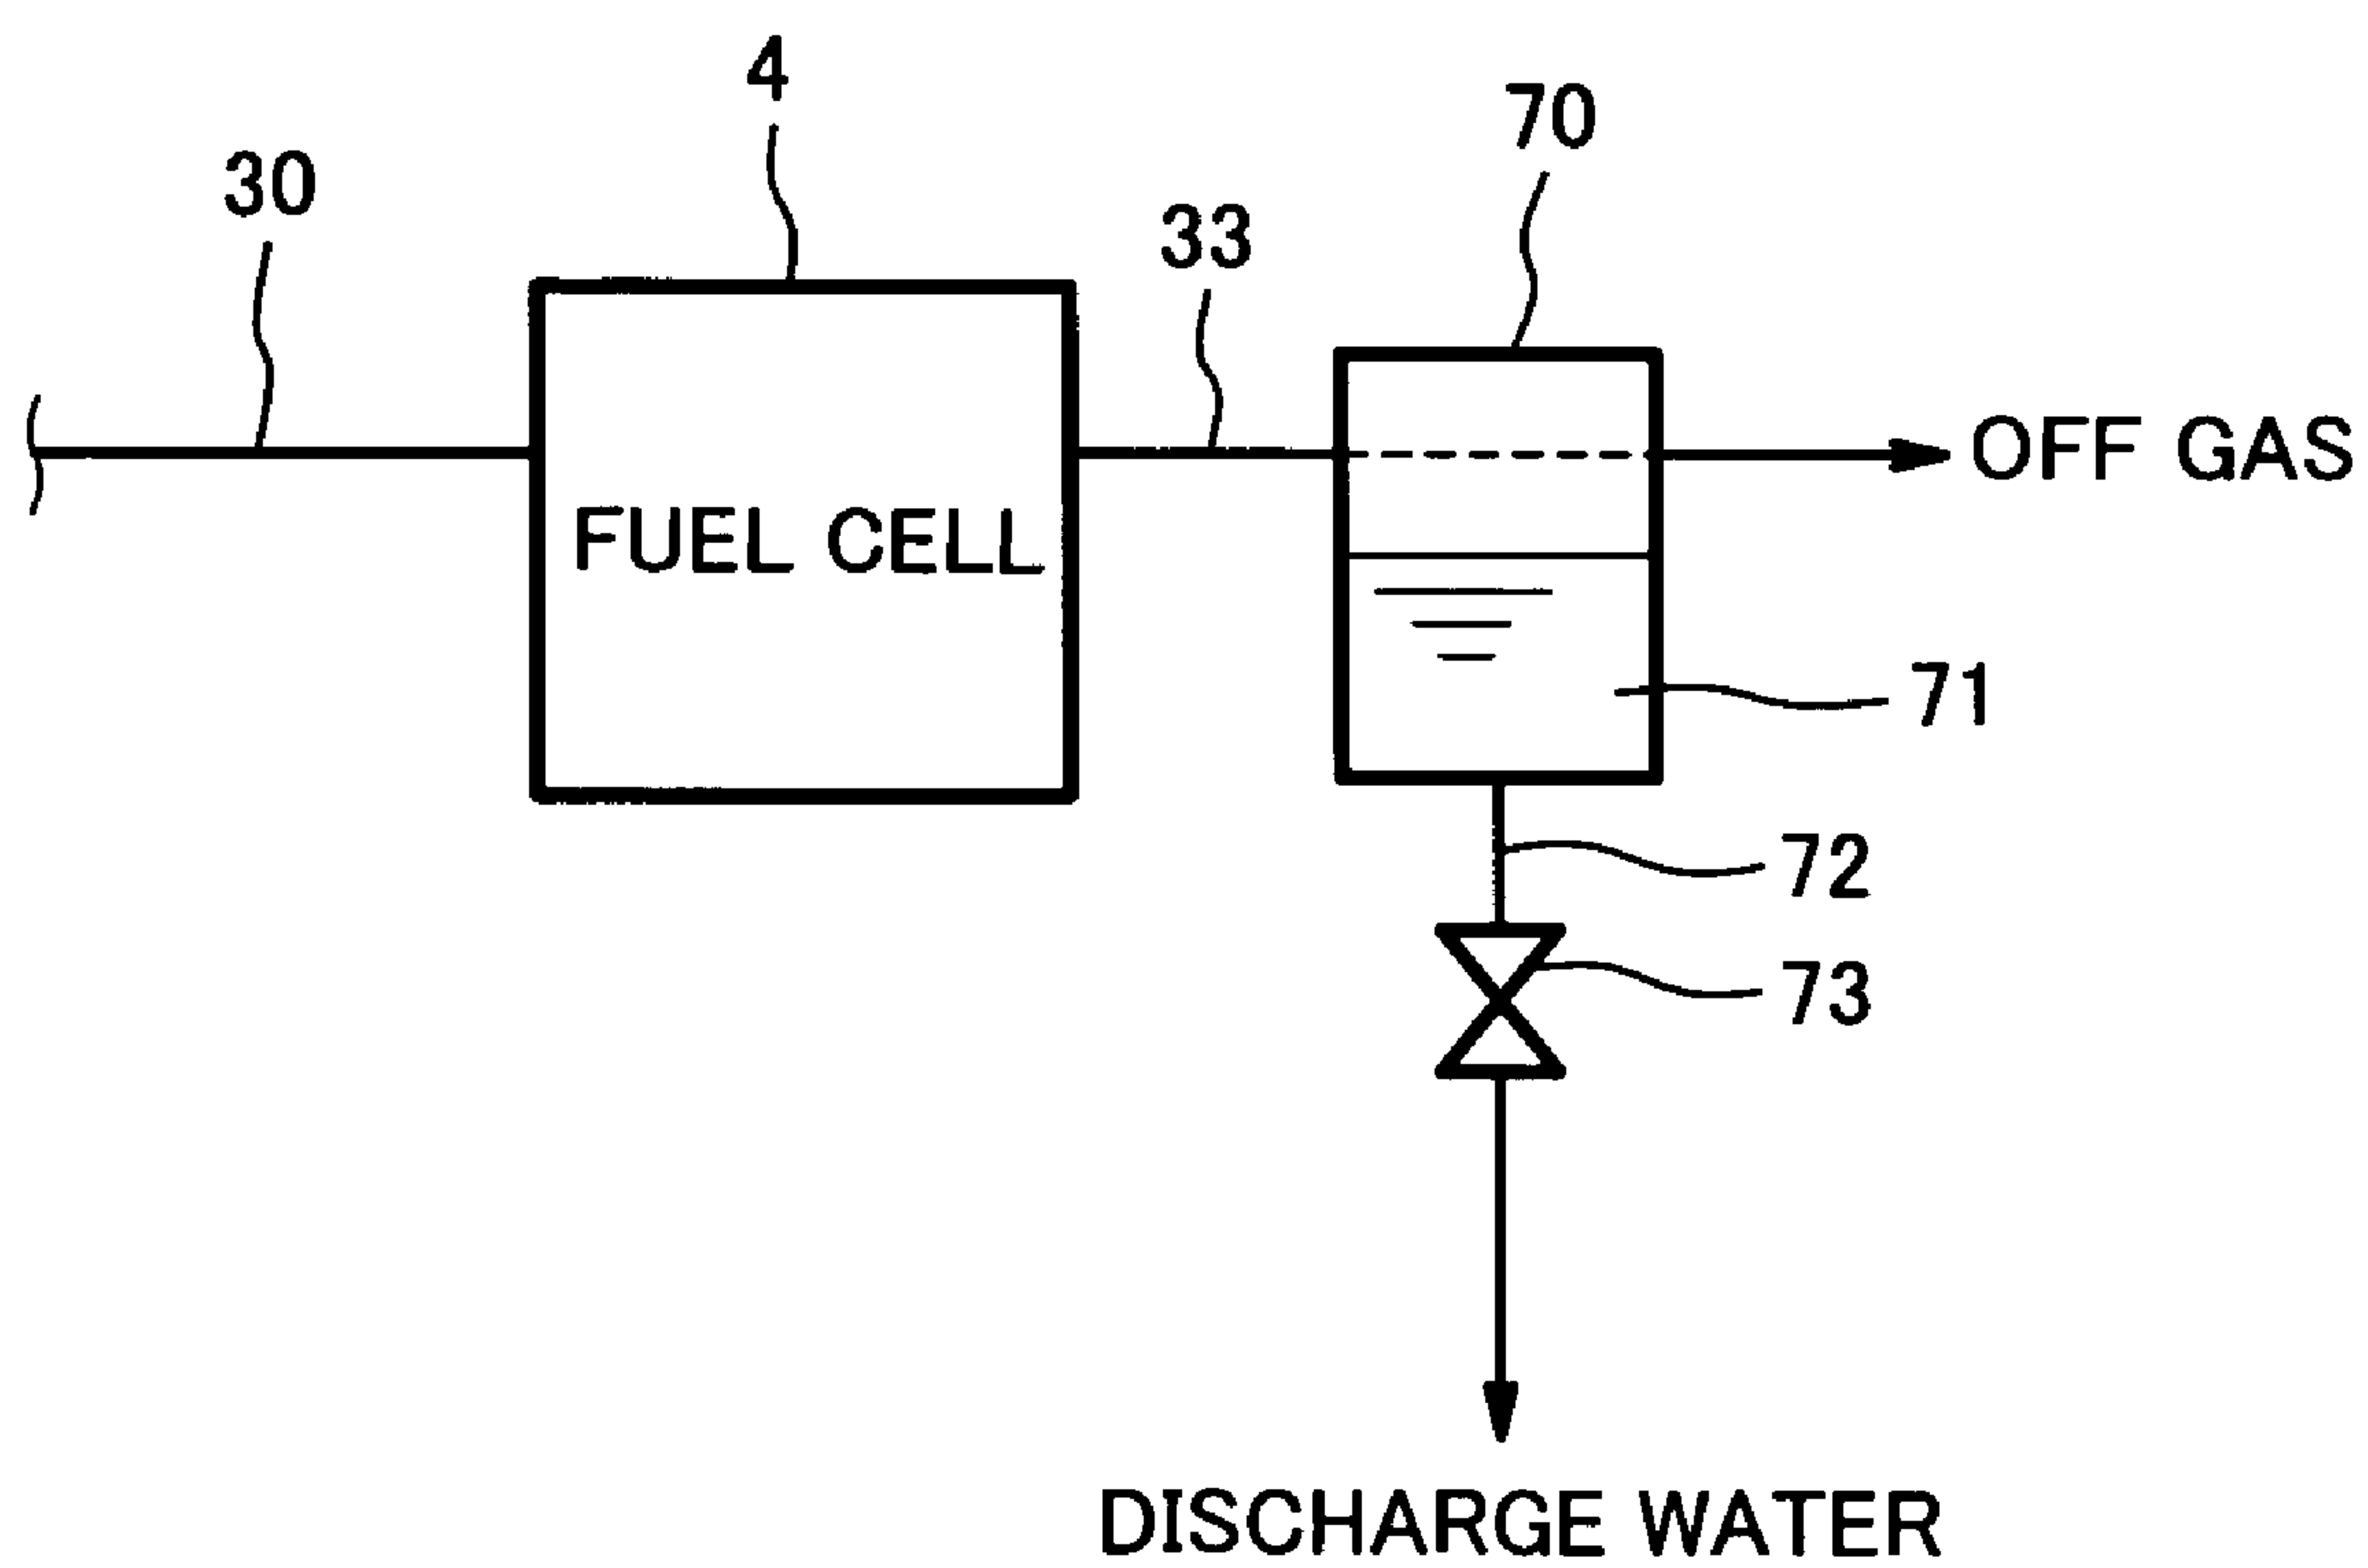 4
70
30
33
OFF GAS
FUEL CELL
71
72
73
DISCHARGE WATER